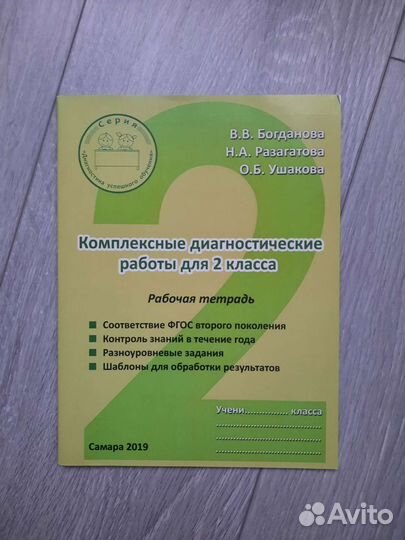 Серия
«Диагностика успешного обучения»
В.В. Богданова
Н.А. Разагатова
О.Б. Ушакова
2
Комплексные диагностические
работы для 2 класса
Рабочая тетрадь
Соответствие ФГОС второго поколения
Контроль знаний в течение года
Разноуровневые задания
Шаблоны для обработки результатов
Учени................ класса
Самара 2019
Avito